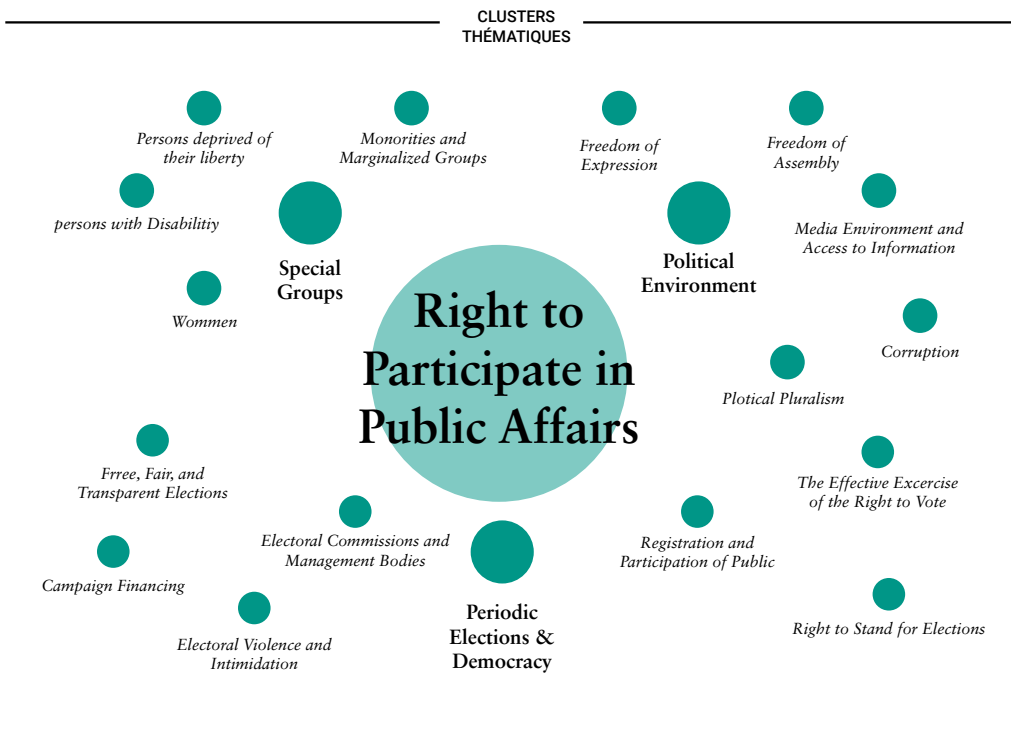 CLUSTERS
THÉMATIQUES
Persons deprived of
their liberty
Monorities and
Marginalized Groups
Freedom of
Expression
Freedom of
Assembly
persons with Disabilitiy
Media Environment and
Access to Information
Special
Groups
Political
Environment
Wommen
Right to
Participate in
Public Affairs
Corruption
Plotical Pluralism
Frree, Fair, and
Transparent Elections
The Effective Excercise
of the Right to Vote
Electoral Commissions and
Management Bodies
Registration and
Participation of Public
Campaign Financing
Periodic
Elections &
Democracy
Right to Stand for Elections
Electoral Violence and
Intimidation